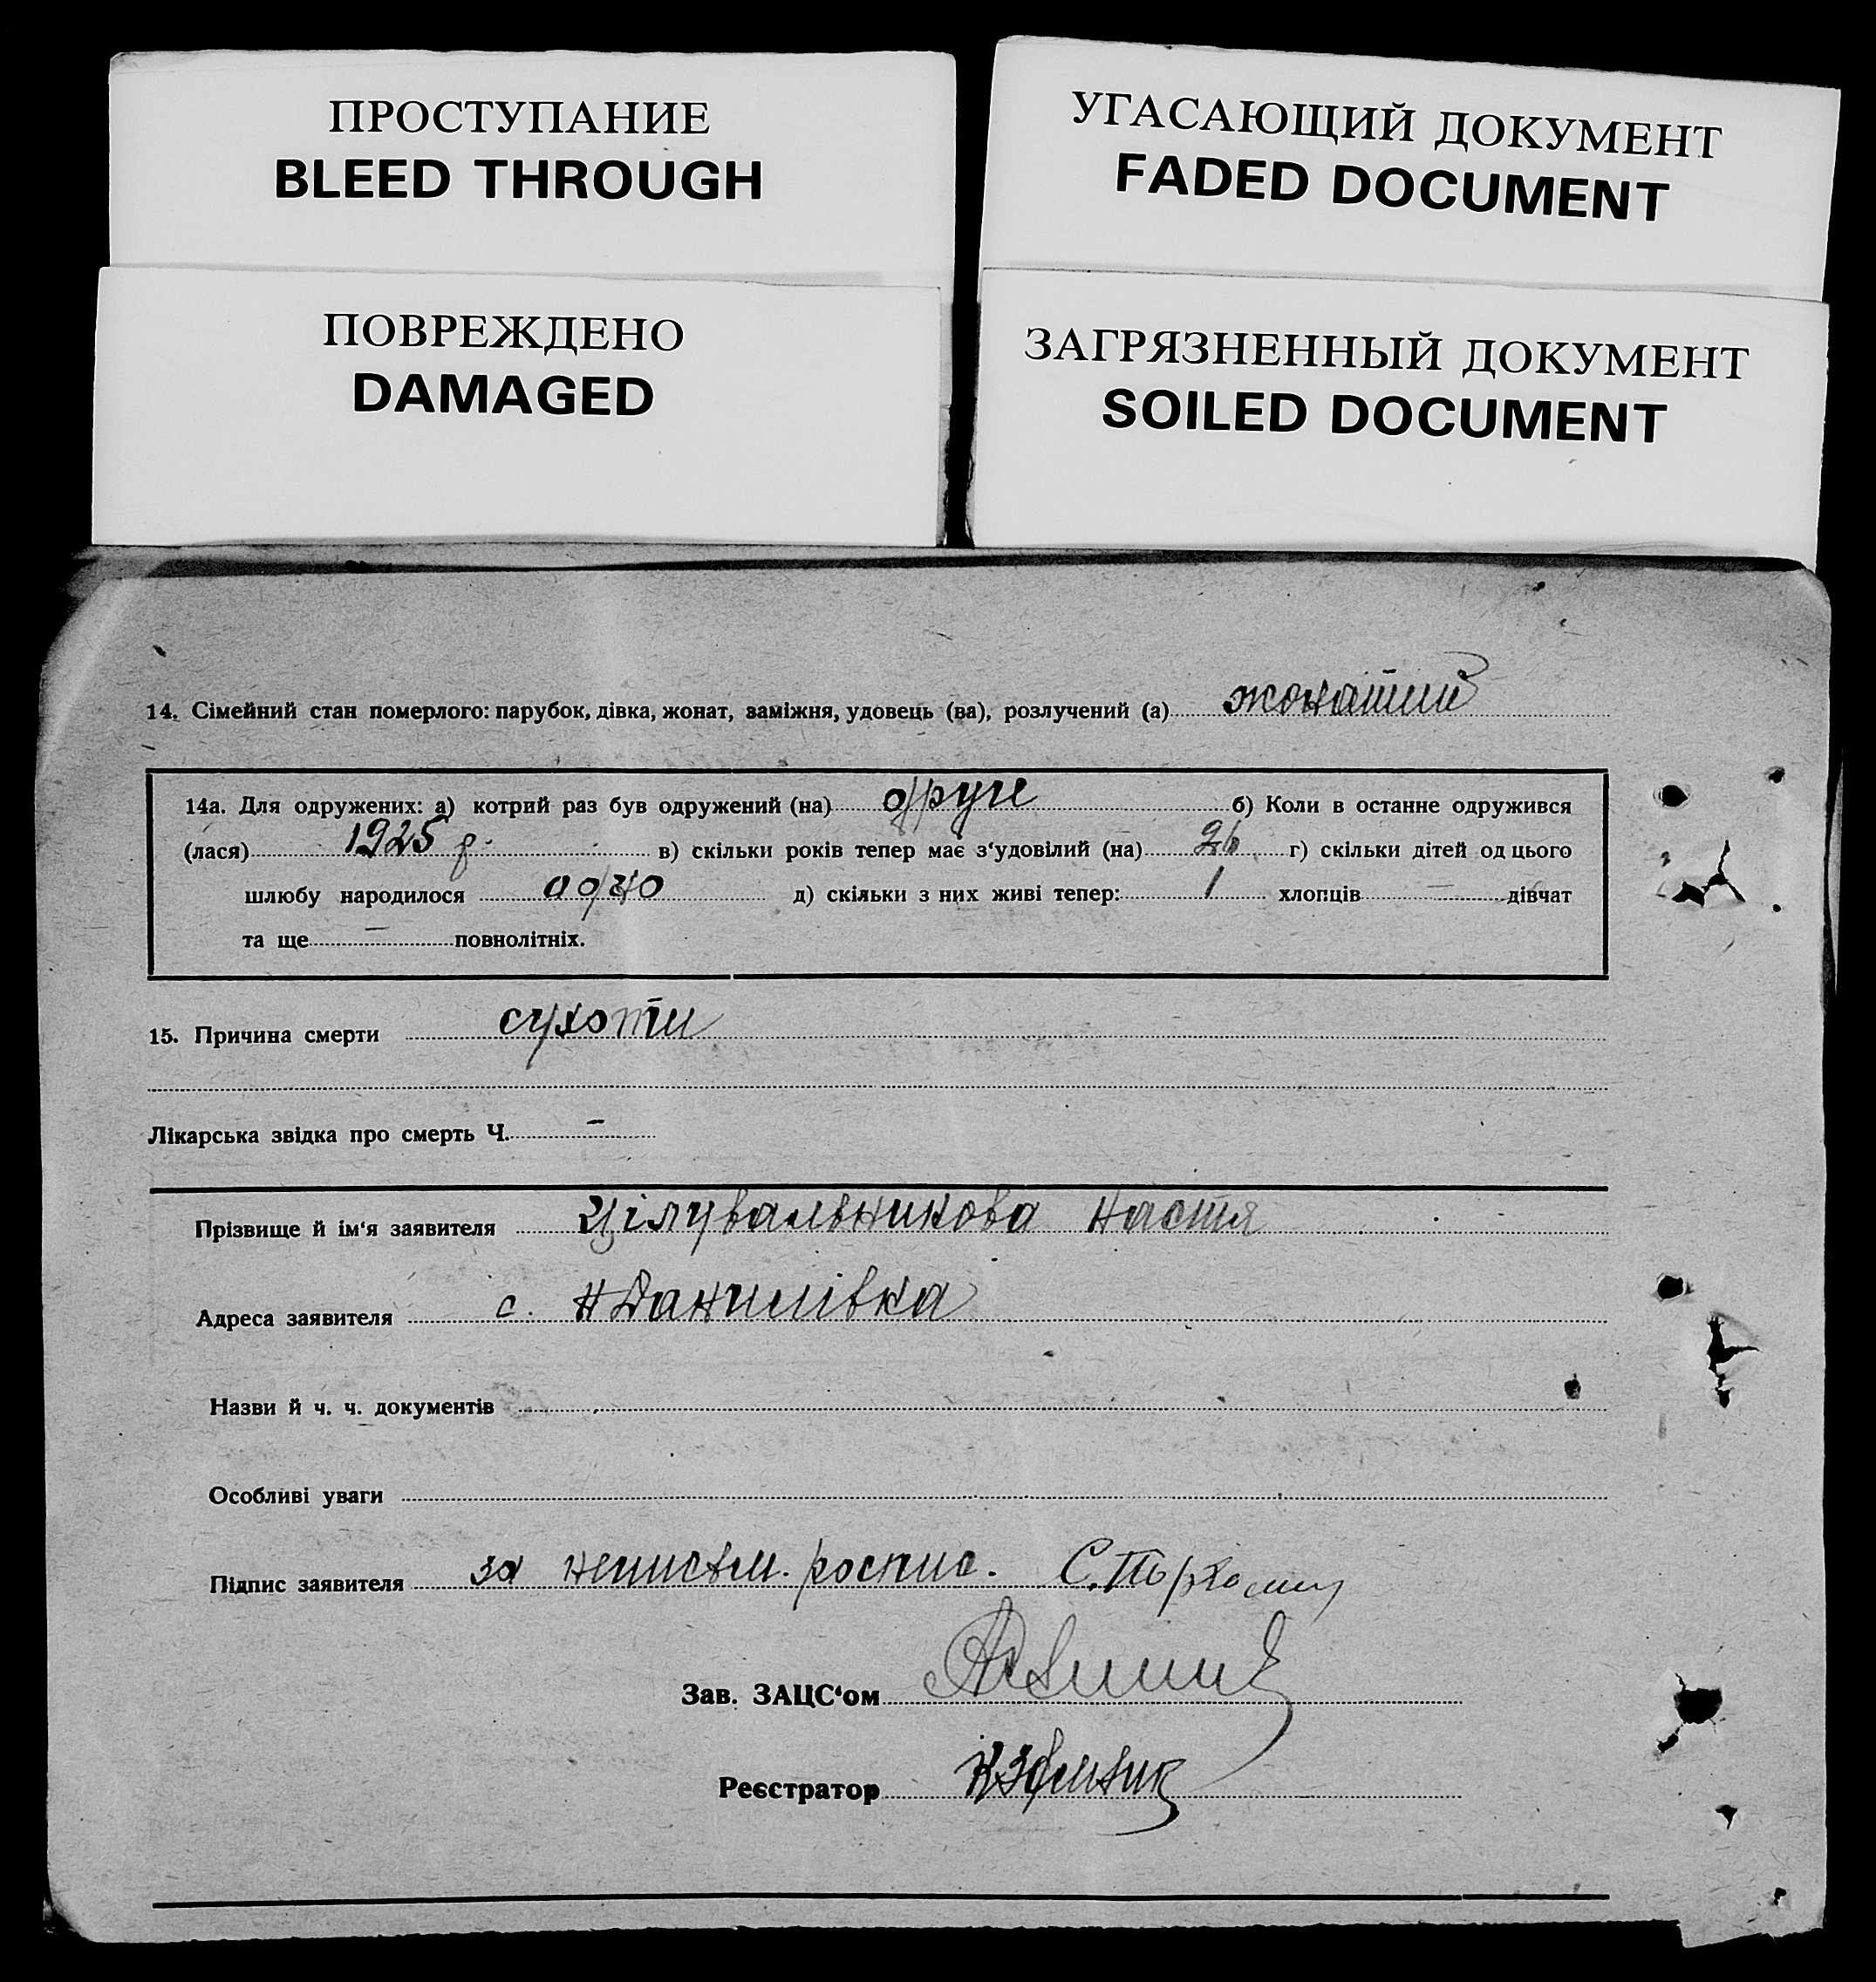 ПРОСТУПАНИЕ
BLEED THROUGH
УГАСАЮЩИЙ ДОКУМЕНТ
FADED DOCUMENT
ПОВРЕЖДЕНО
DAMAGED
ЗАГРЯЗНЕННЫЙ ДОКУМЕНТ
SOILED DOCUMENT
14. Сімейний стан померлого: парубок, дівка, жонат, заміжня, удовець (ва), розлучений (а) жонатий
14а. Для одружених: а) котрий раз був одружений (на) друге б) Коли в останне одружився
(лася) 1925 р. в) скільки років тепер має з‘удовілий (на) 26 г) скільки дітей од цього
шлюбу народилося одно д) скільки з них живі тепер: 1 хлопців — дівчат
та ще — повнолітніх.
15. Причина смерти сухоти
Лікарська звідка про смерть Ч. —
Прізвище й ім‘я заявителя Цілувальникова Настя
Адреса заявителя с. Н Данилівка
Назви й ч. ч. документів
Особливі уваги
Підпис заявителя за неписьм. роспис. С.
Зав. ЗАЦС‘ом
Реєстратор